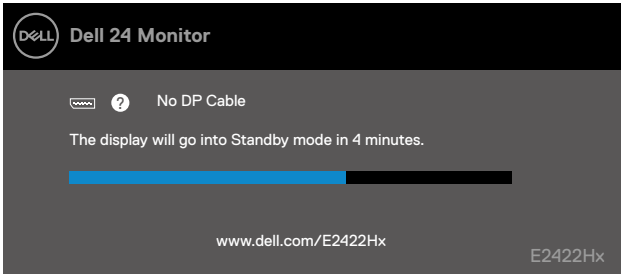 DELL
Dell 24 Monitor
? No DP Cable
The display will go into Standby mode in 4 minutes.
www.dell.com/E2422Hx
E2422Hx